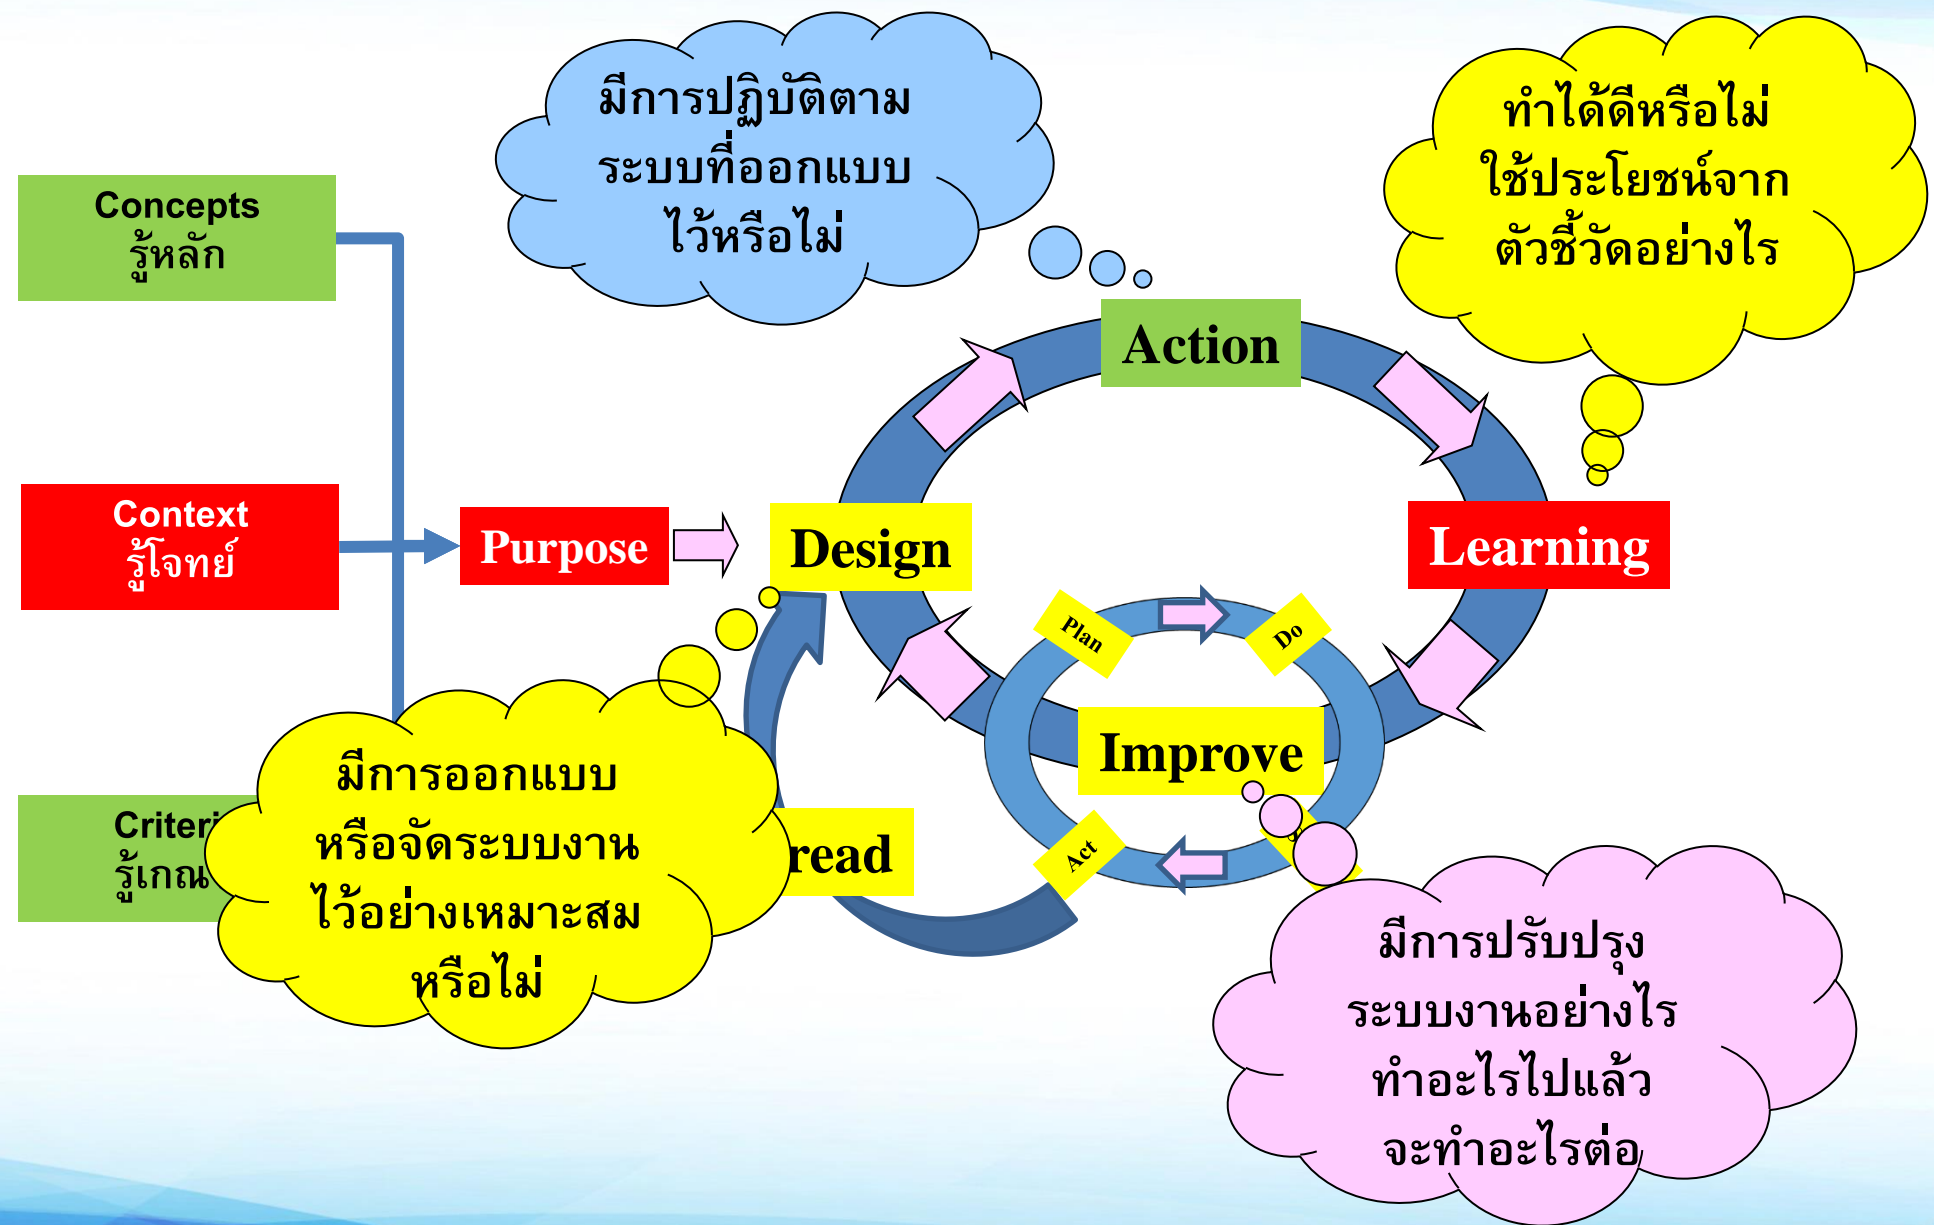 มีการปฏิบัติตาม
ระบบที่ออกแบบ
ไว้หรือไม่
ทำได้ดีหรือไม่
ใช้ประโยชน์จาก
ตัวชี้วัดอย่างไร
Concepts
รู้หลัก
Action
Context
รู้โจทย์
Purpose
Design
Learning
Plan
Do
Improve
Act
มีการออกแบบ
หรือจัดระบบงาน
ไว้อย่างเหมาะสม
หรือไม่
มีการปรับปรุง
ระบบงานอย่างไร
ทำอะไรไปแล้ว
จะทำอะไรต่อ